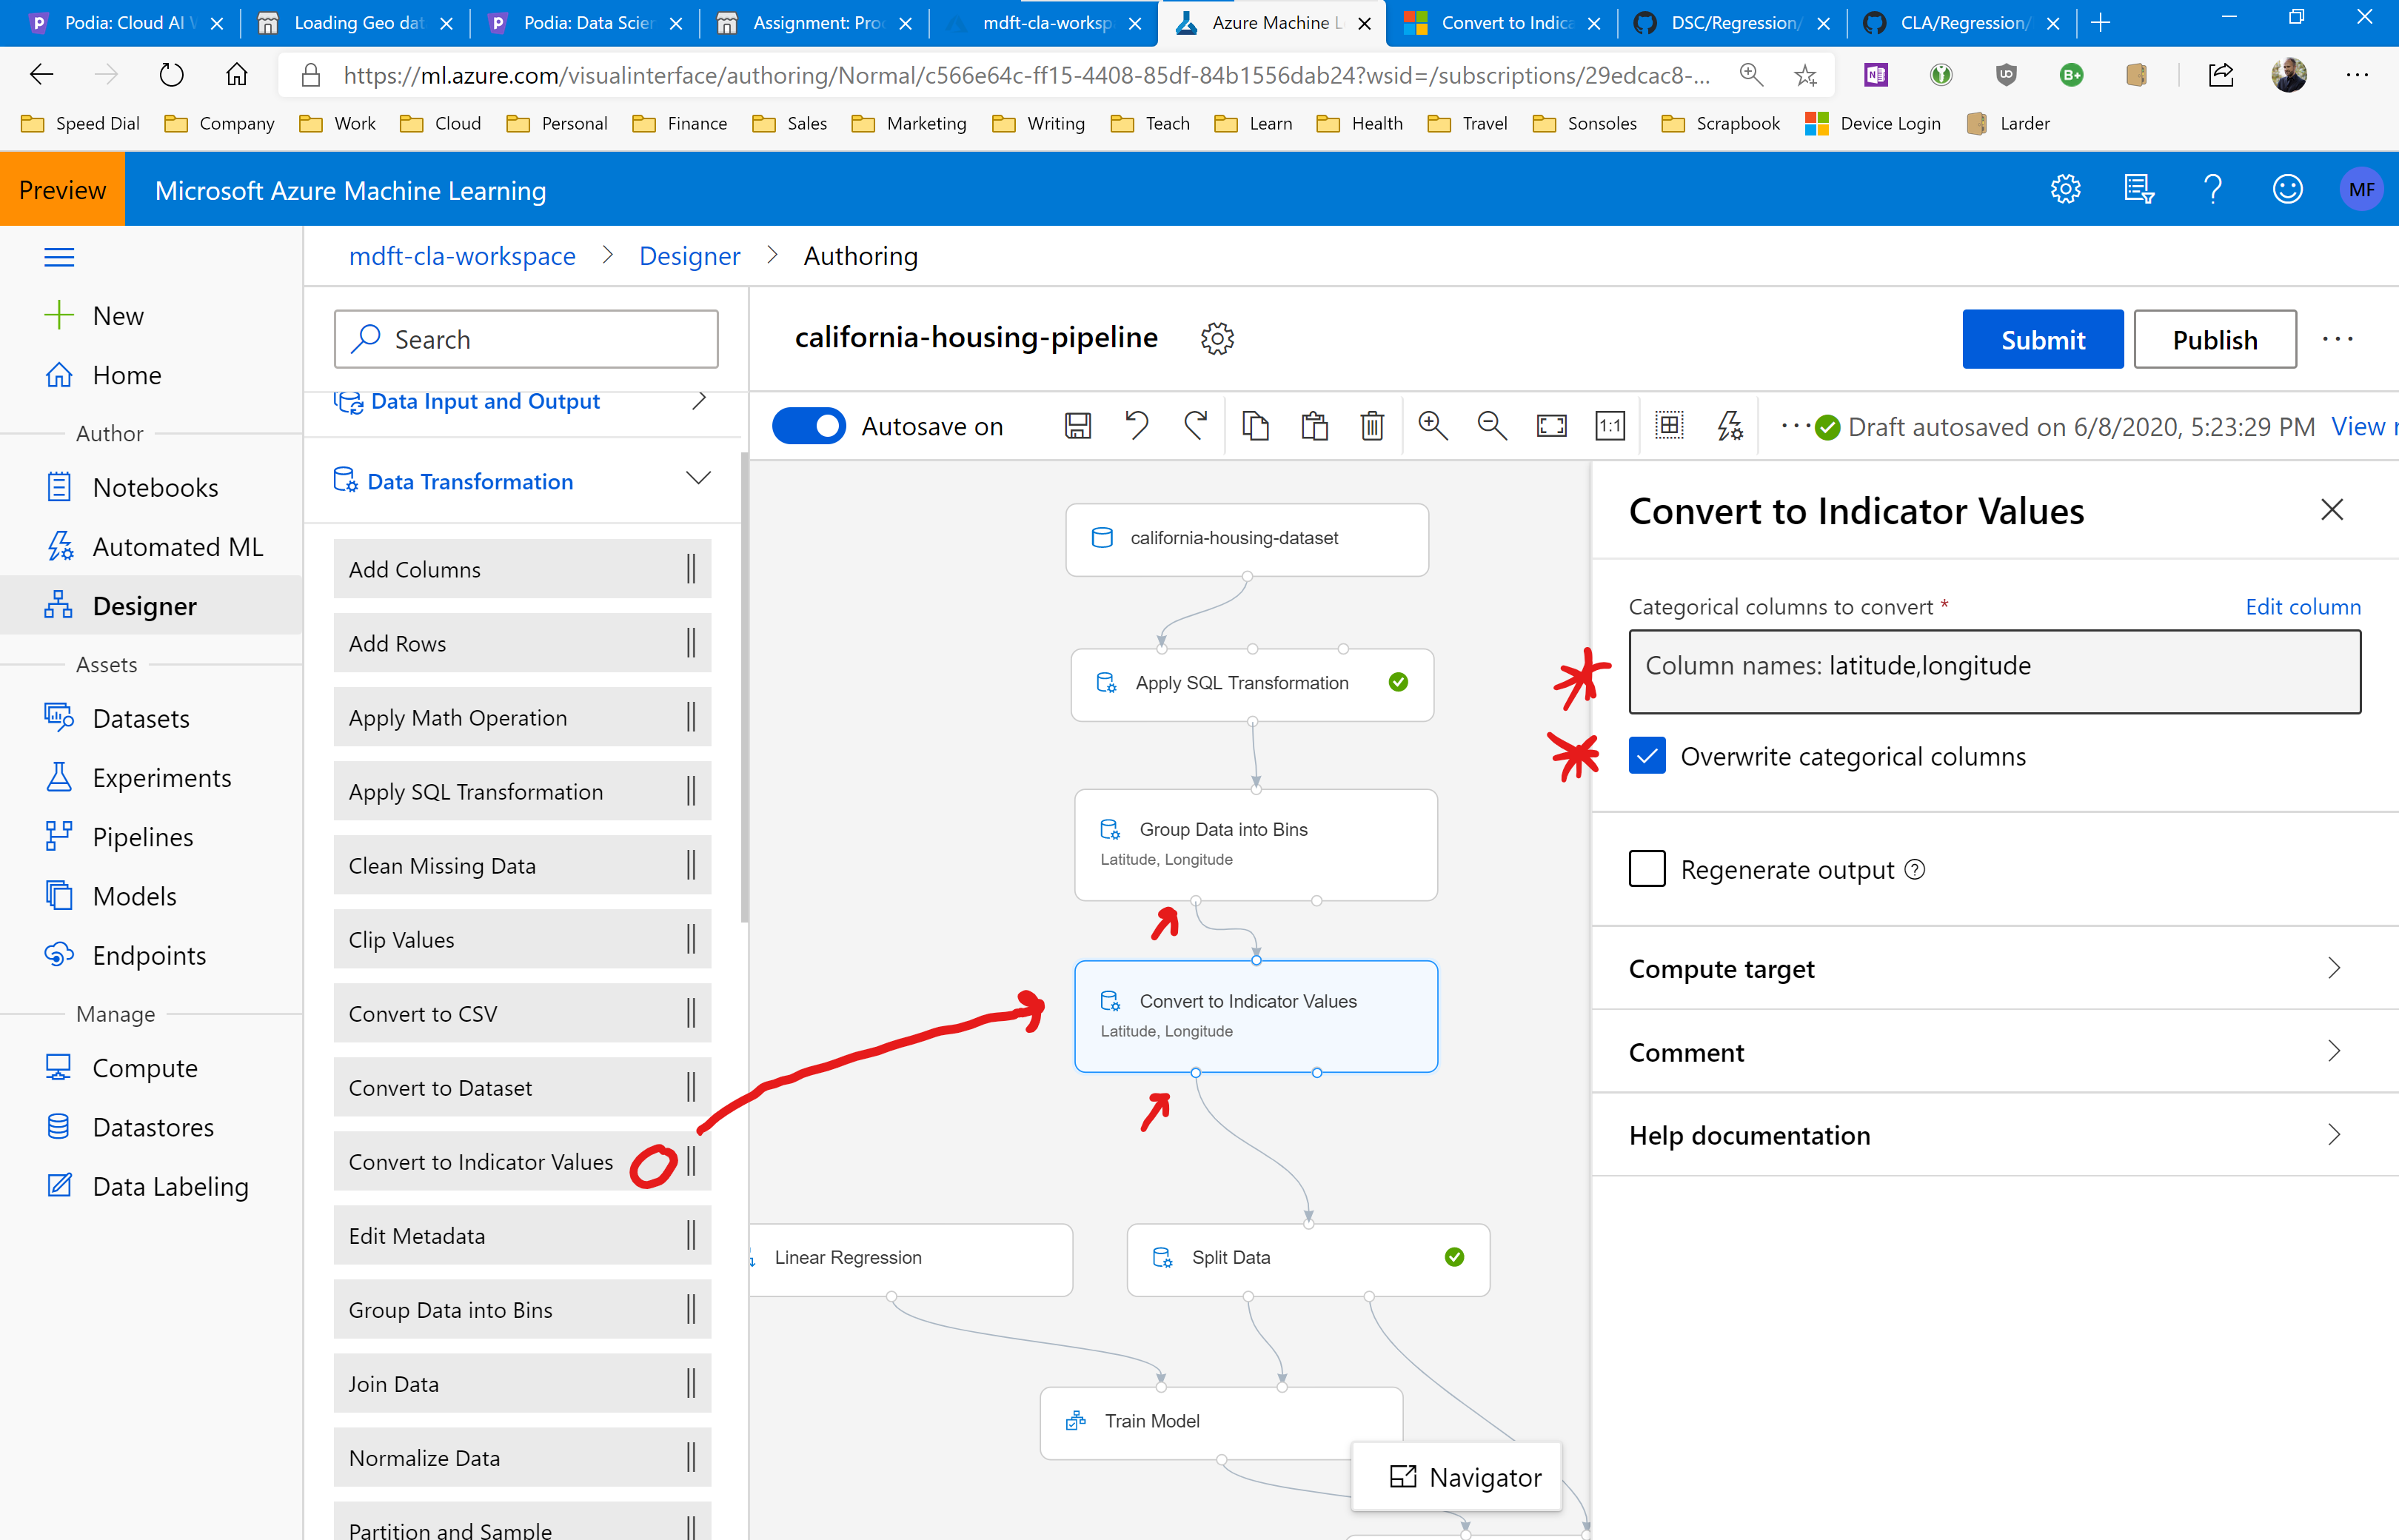 Podia: Cloud AI
Loading Geo dat
Podia: Data Scien
Assignment: Pro
mdft-cla-worksp
Azure Machine L
Convert to Indica
DSC/Regression/
CLA/Regression/
https://ml.azure.com/visualinterface/authoring/Normal/c566e64c-ff15-4408-85df-84b1556dab24?wsid=/subscriptions/29edcac8-...
Speed Dial
Company
Work
Cloud
Personal
Finance
Sales
Marketing
Writing
Teach
Learn
Health
Travel
Sonsoles
Scrapbook
Device Login
Larder
Preview
Microsoft Azure Machine Learning
MF
mdft-cla-workspace > Designer > Authoring
New
Home
Author
Notebooks
Automated ML
Designer
Assets
Datasets
Experiments
Pipelines
Models
Endpoints
Manage
Compute
Datastores
Data Labeling
Search
Data Input and Output
Data Transformation
Add Columns
Add Rows
Apply Math Operation
Apply SQL Transformation
Clean Missing Data
Clip Values
Convert to CSV
Convert to Dataset
Convert to Indicator Values
Edit Metadata
Group Data into Bins
Join Data
Normalize Data
Partition and Sample
california-housing-pipeline
Submit
Publish
Autosave on
1:1
Draft autosaved on 6/8/2020, 5:23:29 PM
View
california-housing-dataset
Apply SQL Transformation
Group Data into Bins
Latitude, Longitude
Convert to Indicator Values
Latitude, Longitude
Linear Regression
Split Data
Train Model
Navigator
Convert to Indicator Values
Categorical columns to convert *
Edit column
Column names: latitude,longitude
Overwrite categorical columns
Regenerate output
Compute target
Comment
Help documentation